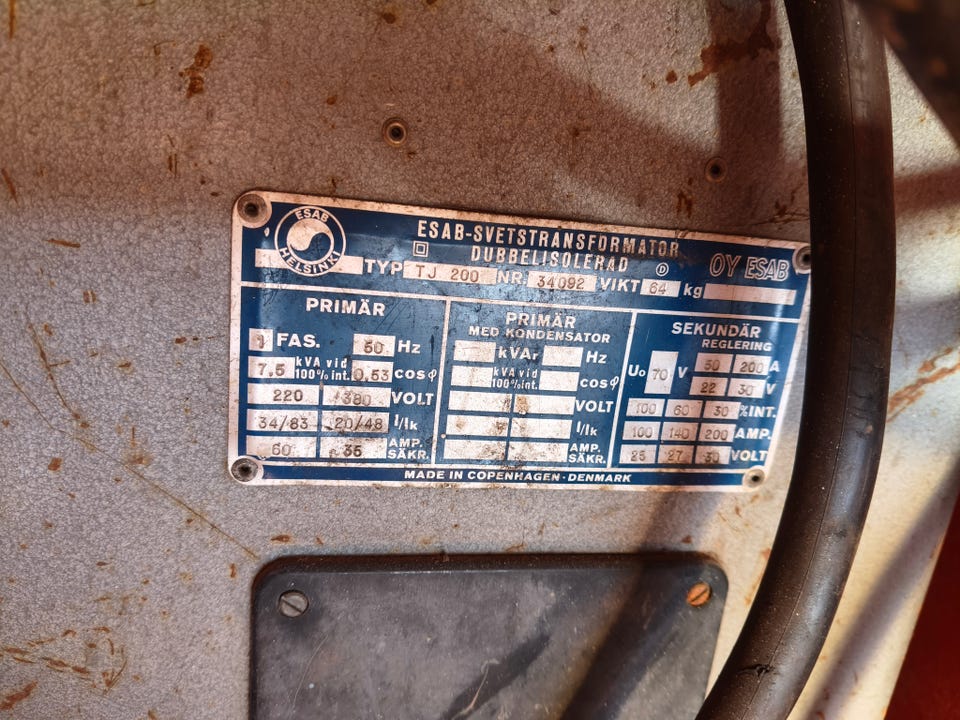 ESAB
HELSINKI
ESAB-SVETSTRANSFORMATOR
DUBBELISOLERAD D
OY ESAB
TYP TJ 200 NR. 34092 VIKT 64 kg
PRIMÄR
1 FAS. 50 Hz
7.5 kVA vid 100% int. 0,53 cos φ
220 380 VOLT
34/83 20/48 I/Ik
60 35 AMP. SÄKR.
PRIMÄR
MED KONDENSATOR
kVAr Hz
kVA vid 100% int. cos φ
VOLT
I/Ik
AMP. SÄKR.
SEKUNDÄR
REGLERING
Uo 70 V 50 200 A
22 30 V
100 60 30 % INT.
100 140 200 AMP.
25 27 30 VOLT
MADE IN COPENHAGEN · DENMARK